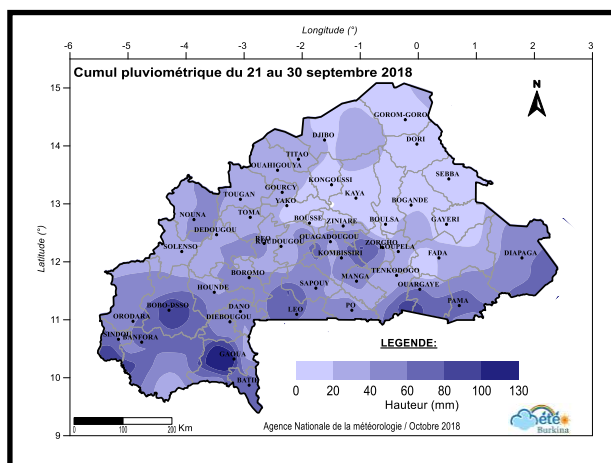 Longitude (°)
-6 -5 -4 -3 -2 -1 0 1 2 3
Cumul pluviométrique du 21 au 30 septembre 2018
N
15
14
13
12
11
10
9
Latitude (°)
GOROM-GORO
DJIBO
DORI
TITAO
OUAHIGOUYA
SEBBA
KONGOUSSI
TOUGAN
GOURCY
KAYA
YAKO
BOGANDE
NOUNA
TOMA
BOUSSE
ZINIARE
BOULSA
GAYERI
DEDOUGOU
REO
KOUDOUGOU
OUAGADOUGOU
ZORGHO
KOUPELA
SOLENSO
KOMBISSIRI
FADA
DIAPAGA
BOROMO
TENKODOGO
MANGA
HOUNDE
SAPOUY
OUARGAYE
BOBO-DSSO
DANO
LEO
PO
PAMA
ORODARA
DIEBOUGOU
SINDOU
BANFORA
GAOUA
BATIE
LEGENDE:
0 20 40 60 80 100 130
Hauteur (mm)
0 100 200 Km
Agence Nationale de la météorologie / Octobre 2018
été
Burkina